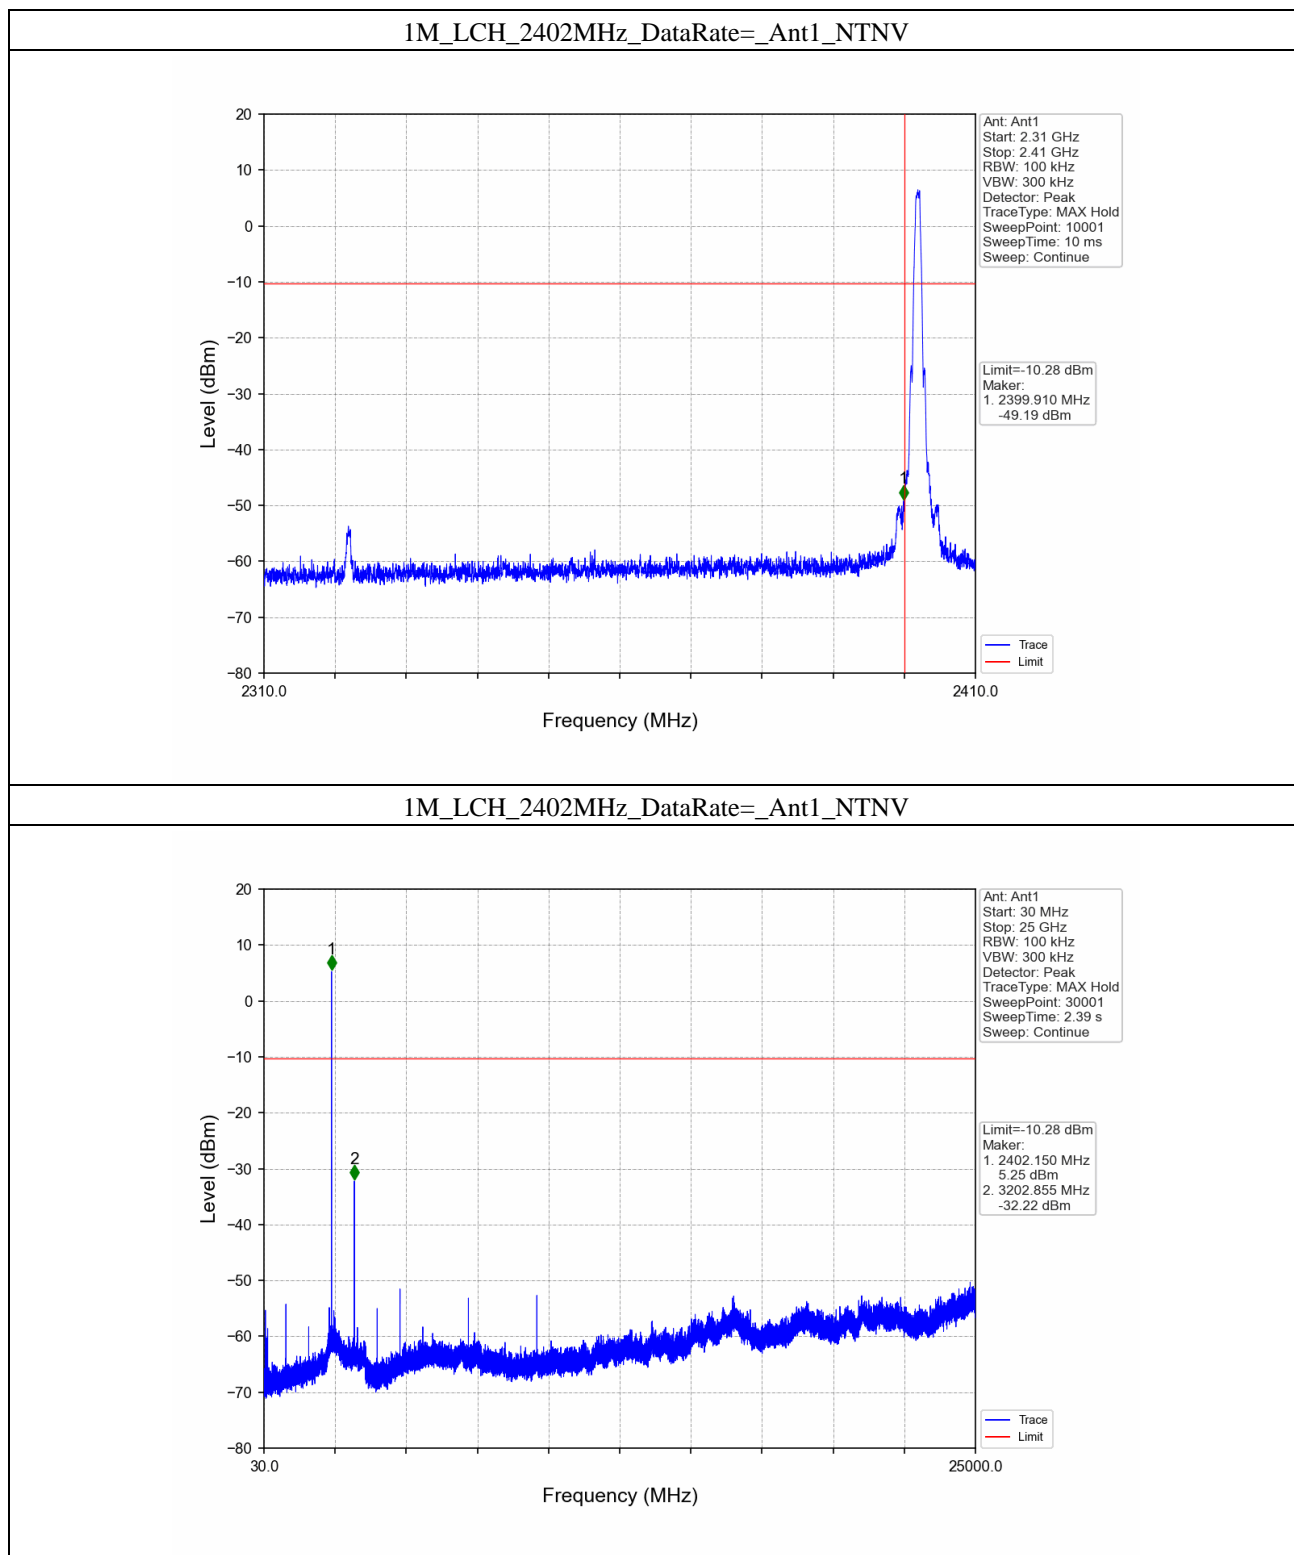 1M_LCH_2402MHz_DataRate=_Ant1_NTNV
20
10
0
−10
−20
−30
−40
−50
−60
−70
−80
Level (dBm)
2310.0
2410.0
Frequency (MHz)
1
Ant: Ant1
Start: 2.31 GHz
Stop: 2.41 GHz
RBW: 100 kHz
VBW: 300 kHz
Detector: Peak
TraceType: MAX Hold
SweepPoint: 10001
SweepTime: 10 ms
Sweep: Continue
Limit=-10.28 dBm
Maker:
1. 2399.910 MHz
-49.19 dBm
Trace
Limit
1M_LCH_2402MHz_DataRate=_Ant1_NTNV
20
10
0
−10
−20
−30
−40
−50
−60
−70
−80
Level (dBm)
30.0
25000.0
Frequency (MHz)
1
2
Ant: Ant1
Start: 30 MHz
Stop: 25 GHz
RBW: 100 kHz
VBW: 300 kHz
Detector: Peak
TraceType: MAX Hold
SweepPoint: 30001
SweepTime: 2.39 s
Sweep: Continue
Limit=-10.28 dBm
Maker:
1. 2402.150 MHz
5.25 dBm
2. 3202.855 MHz
-32.22 dBm
Trace
Limit